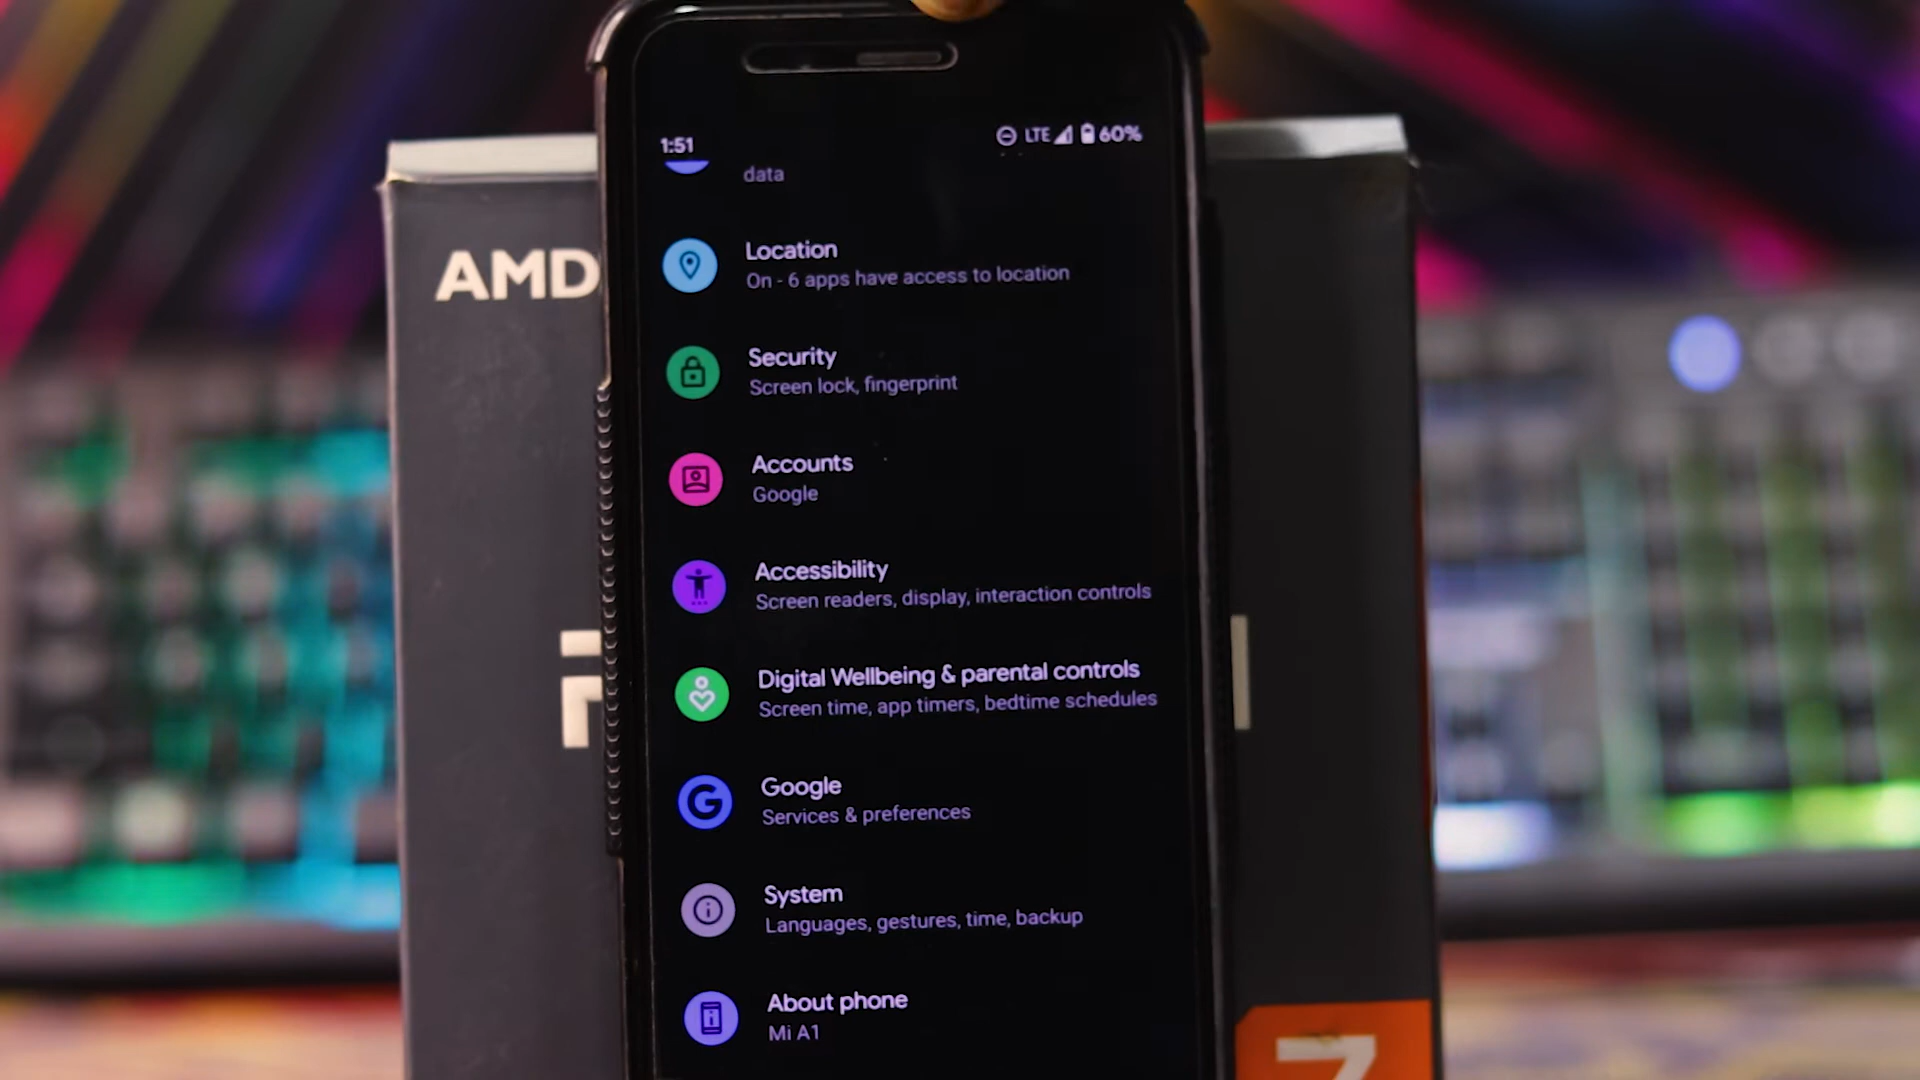 1:51
LTE 60%
data
AMD
Location
On - 6 apps have access to location
Security
Screen lock, fingerprint
Accounts
Google
Accessibility
Screen readers, display, interaction controls
Digital Wellbeing & parental controls
Screen time, app timers, bedtime schedules
Google
Services & preferences
System
Languages, gestures, time, backup
About phone
Mi A1
7